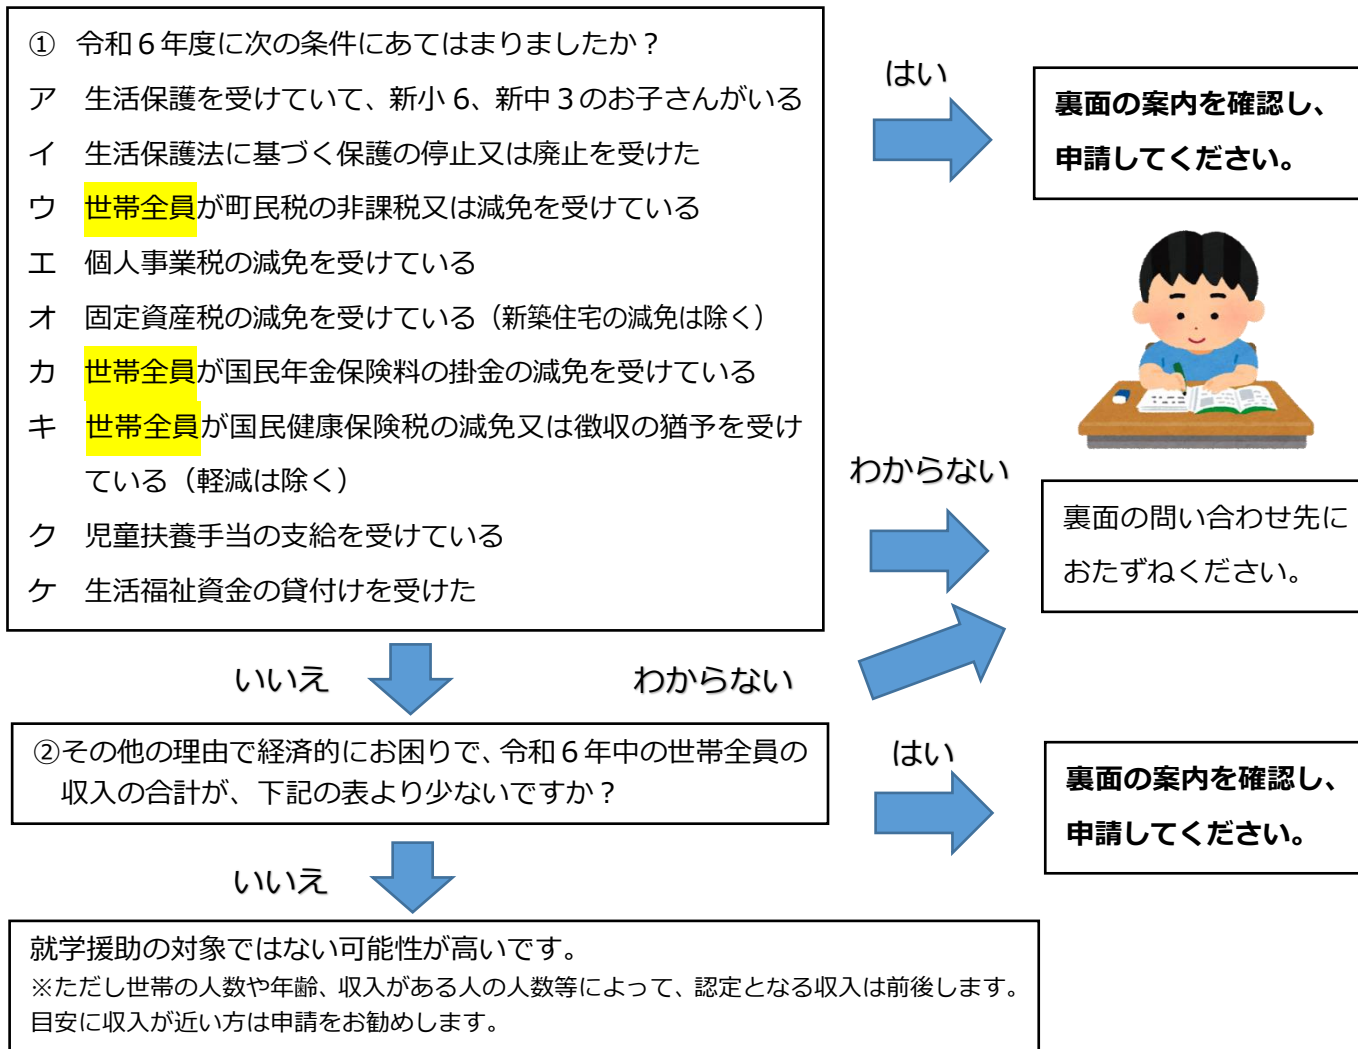 ① 令和６年度に次の条件にあてはまりましたか？
ア 生活保護を受けていて、新小６、新中３のお子さんがいる
イ 生活保護法に基づく保護の停止又は廃止を受けた
ウ 世帯全員が町民税の非課税又は減免を受けている
エ 個人事業税の減免を受けている
オ 固定資産税の減免を受けている（新築住宅の減免は除く）
カ 世帯全員が国民年金保険料の掛金の減免を受けている
キ 世帯全員が国民健康保険税の減免又は徴収の猶予を受け
ている（軽減は除く）
ク 児童扶養手当の支給を受けている
ケ 生活福祉資金の貸付けを受けた
はい
裏面の案内を確認し、
申請してください。
わからない
裏面の問い合わせ先に
おたずねください。
いいえ
わからない
②その他の理由で経済的にお困りで、令和６年中の世帯全員の
収入の合計が、下記の表より少ないですか？
はい
裏面の案内を確認し、
申請してください。
いいえ
就学援助の対象ではない可能性が高いです。
※ただし世帯の人数や年齢、収入がある人の人数等によって、認定となる収入は前後します。
目安に収入が近い方は申請をお勧めします。